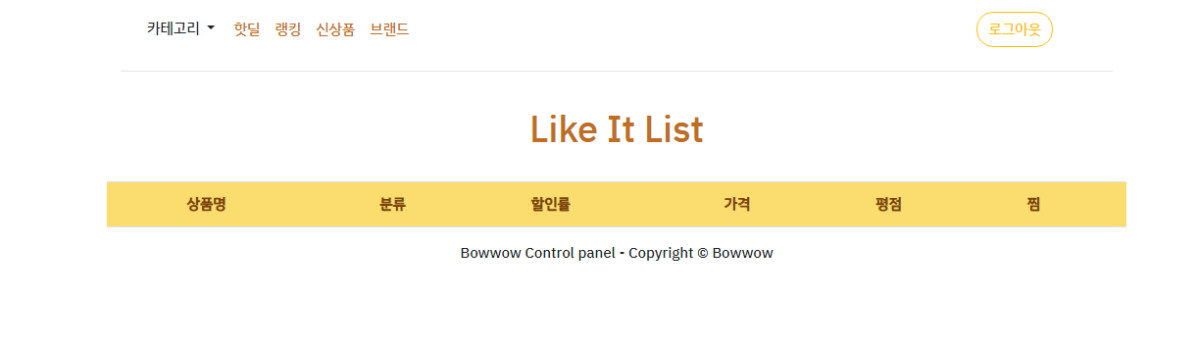 카테고리 핫딜 랭킹 신상품 브랜드 로그아웃
Like It List
상품명 분류 할인률 가격 평점 찜
Bowwow Control panel - Copyright © Bowwow